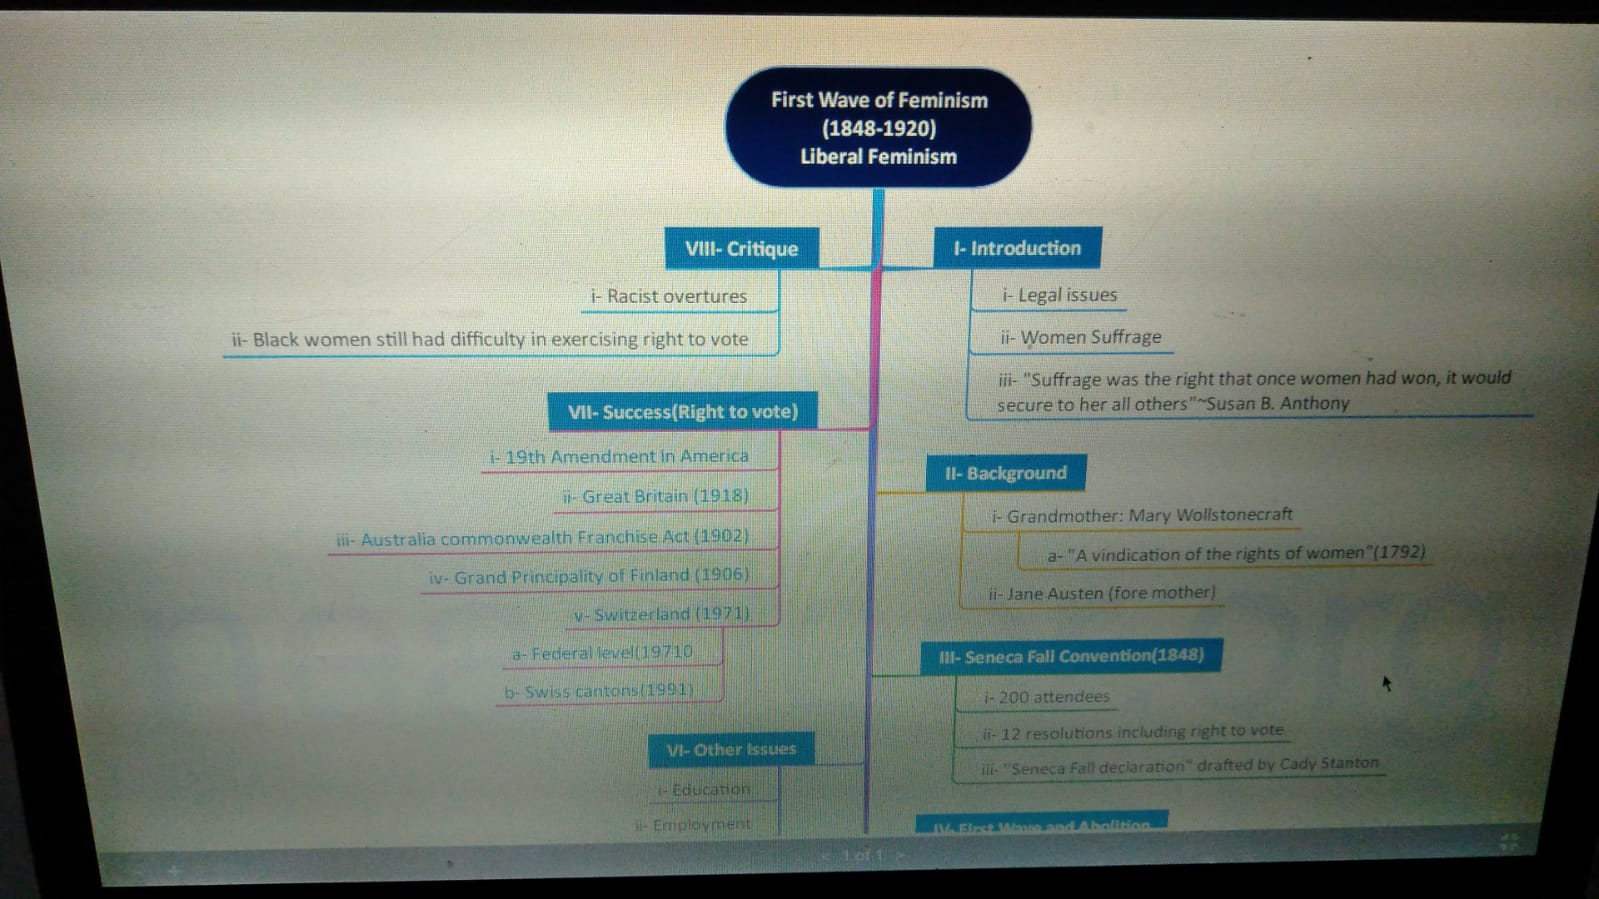 First Wave of Feminism
(1848-1920)
Liberal Feminism
VIII- Critique
i- Racist overtures
ii- Black women still had difficulty in exercising right to vote
VII- Success(Right to vote)
i- 19th Amendment in America
ii- Great Britain (1918)
iii- Australia commonwealth Franchise Act (1902)
iv- Grand Principality of Finland (1906)
v- Switzerland (1971)
a- Federal level(19710
b- Swiss cantons(1991)
VI- Other Issues
i- Education
ii- Employment
I- Introduction
i- Legal issues
ii- Women Suffrage
iii- "Suffrage was the right that once women had won, it would
secure to her all others"~Susan B. Anthony
II- Background
i- Grandmother: Mary Wollstonecraft
a- "A vindication of the rights of women"(1792)
ii- Jane Austen (fore mother)
III- Seneca Fall Convention(1848)
i- 200 attendees
ii- 12 resolutions including right to vote
iii- "Seneca Fall declaration" drafted by Cady Stanton
IV- First Wave and Abolition
< 1 of 1 >